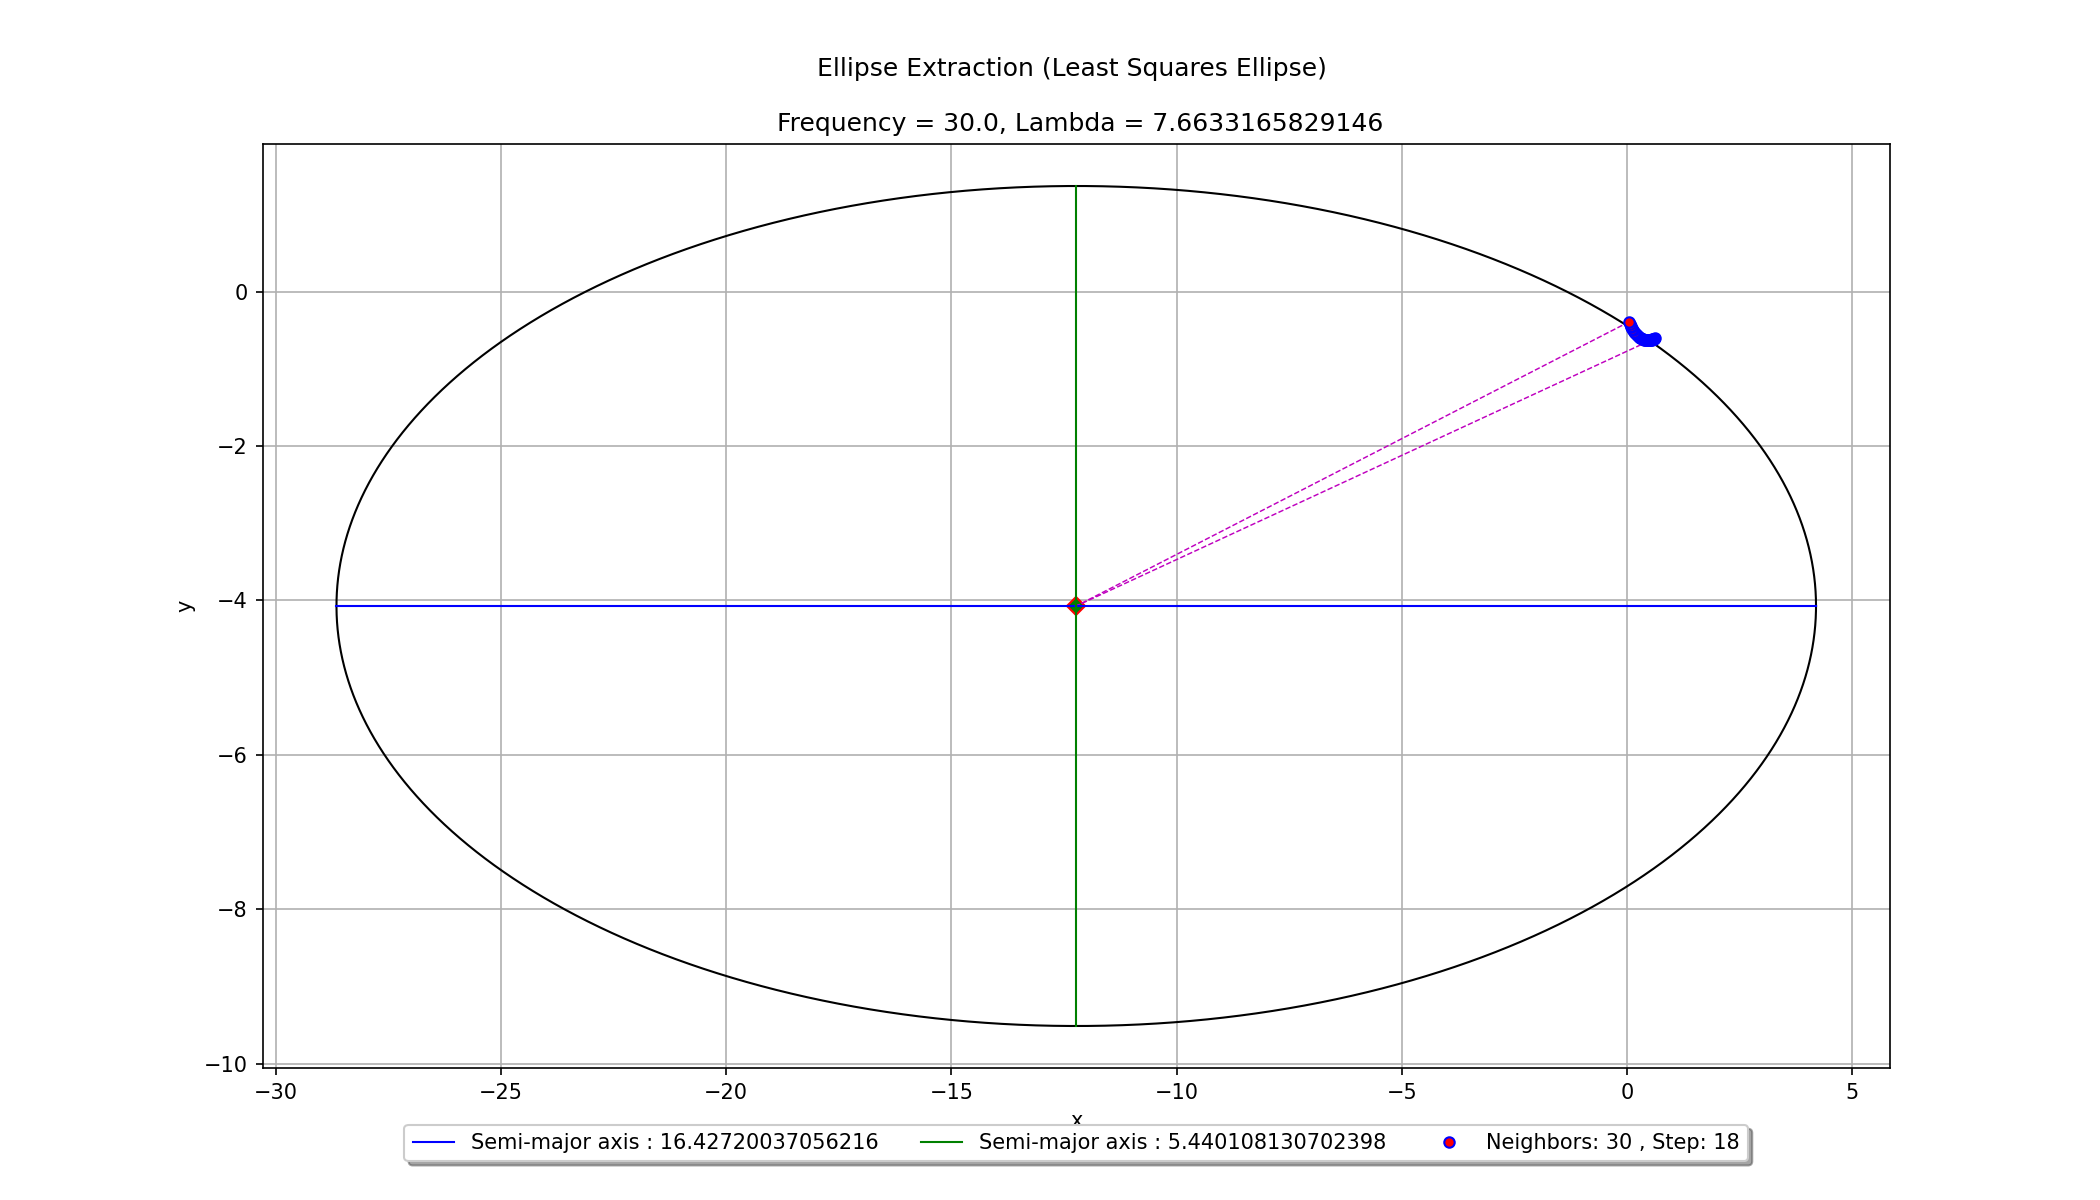 Ellipse Extraction (Least Squares Ellipse)
Frequency = 30.0, Lambda = 7.6633165829146
0
−2
−4
−6
−8
−10
y
−30 −25 −20 −15 −10 −5 0 5
x
Semi-major axis : 16.42720037056216 Semi-major axis : 5.440108130702398 Neighbors: 30 , Step: 18